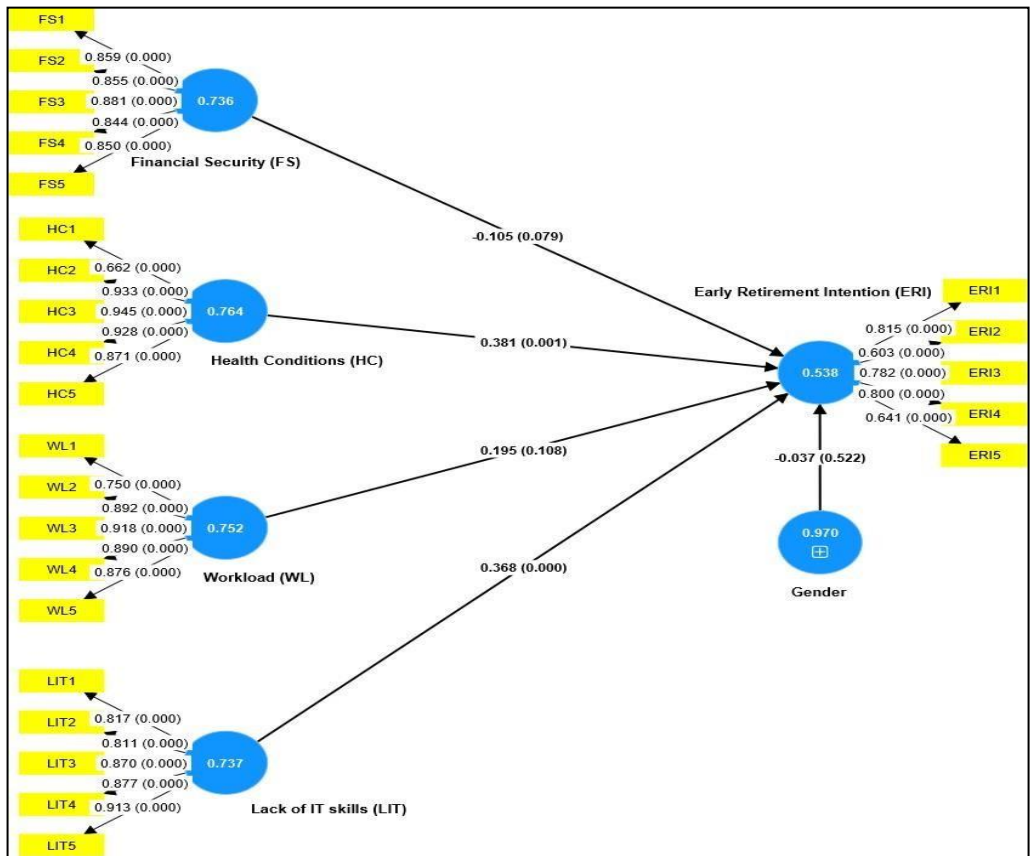 FS1
0.859 (0.000)
FS2
0.855 (0.000)
FS3
0.881 (0.000)
0.736
0.844 (0.000)
FS4
0.850 (0.000)
Financial Security (FS)
FS5
-0.105 (0.079)
HC1
0.662 (0.000)
HC2
0.933 (0.000)
HC3
0.945 (0.000)
0.764
0.928 (0.000)
HC4
0.871 (0.000)
Health Conditions (HC)
HC5
0.381 (0.001)
Early Retirement Intention (ERI)
ERI1
0.815 (0.000)
ERI2
0.603 (0.000)
0.538
0.782 (0.000)
ERI3
0.800 (0.000)
ERI4
0.641 (0.000)
ERI5
WL1
0.750 (0.000)
WL2
0.892 (0.000)
WL3
0.918 (0.000)
0.752
0.890 (0.000)
WL4
0.876 (0.000)
Workload (WL)
WL5
0.195 (0.108)
-0.037 (0.522)
0.970
Gender
0.368 (0.000)
LIT1
0.817 (0.000)
LIT2
0.811 (0.000)
LIT3
0.870 (0.000)
0.737
0.877 (0.000)
LIT4
0.913 (0.000)
Lack of IT skills (LIT)
LIT5